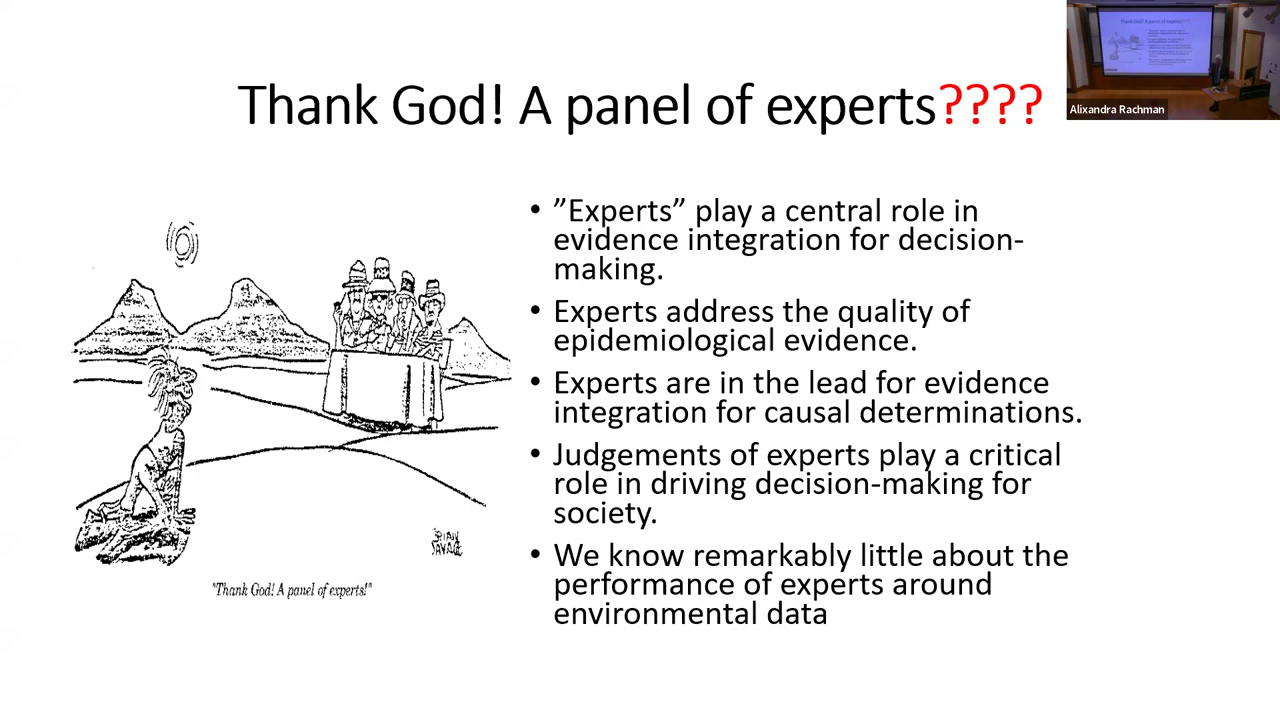 Thank God! A panel of experts????
Alixandra Rachman
• ”Experts” play a central role in
evidence integration for decision-
making.
• Experts address the quality of
epidemiological evidence.
• Experts are in the lead for evidence
integration for causal determinations.
• Judgements of experts play a critical
role in driving decision-making for
society.
• We know remarkably little about the
performance of experts around
environmental data
BRIAN
SAVAGE
"Thank God! A panel of experts!"